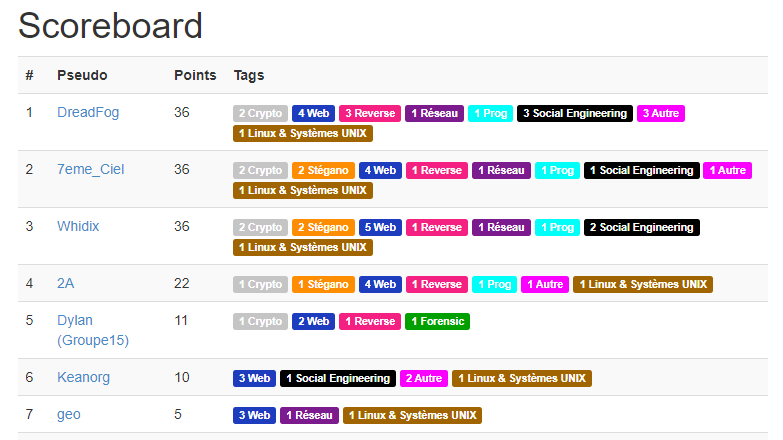 Scoreboard
# Pseudo Points Tags
1 DreadFog 36 2 Crypto 4 Web 3 Reverse 1 Réseau 1 Prog 3 Social Engineering 3 Autre
1 Linux & Systèmes UNIX
2 7eme_Ciel 36 2 Crypto 2 Stégano 4 Web 1 Reverse 1 Réseau 1 Prog 1 Social Engineering 1 Autre
1 Linux & Systèmes UNIX
3 Whidix 36 2 Crypto 2 Stégano 5 Web 1 Reverse 1 Réseau 1 Prog 2 Social Engineering
1 Linux & Systèmes UNIX
4 2A 22 1 Crypto 1 Stégano 4 Web 1 Reverse 1 Prog 1 Autre 1 Linux & Systèmes UNIX
5 Dylan 11 1 Crypto 2 Web 1 Reverse 1 Forensic
(Groupe15)
6 Keanorg 10 3 Web 1 Social Engineering 2 Autre 1 Linux & Systèmes UNIX
7 geo 5 3 Web 1 Réseau 1 Linux & Systèmes UNIX